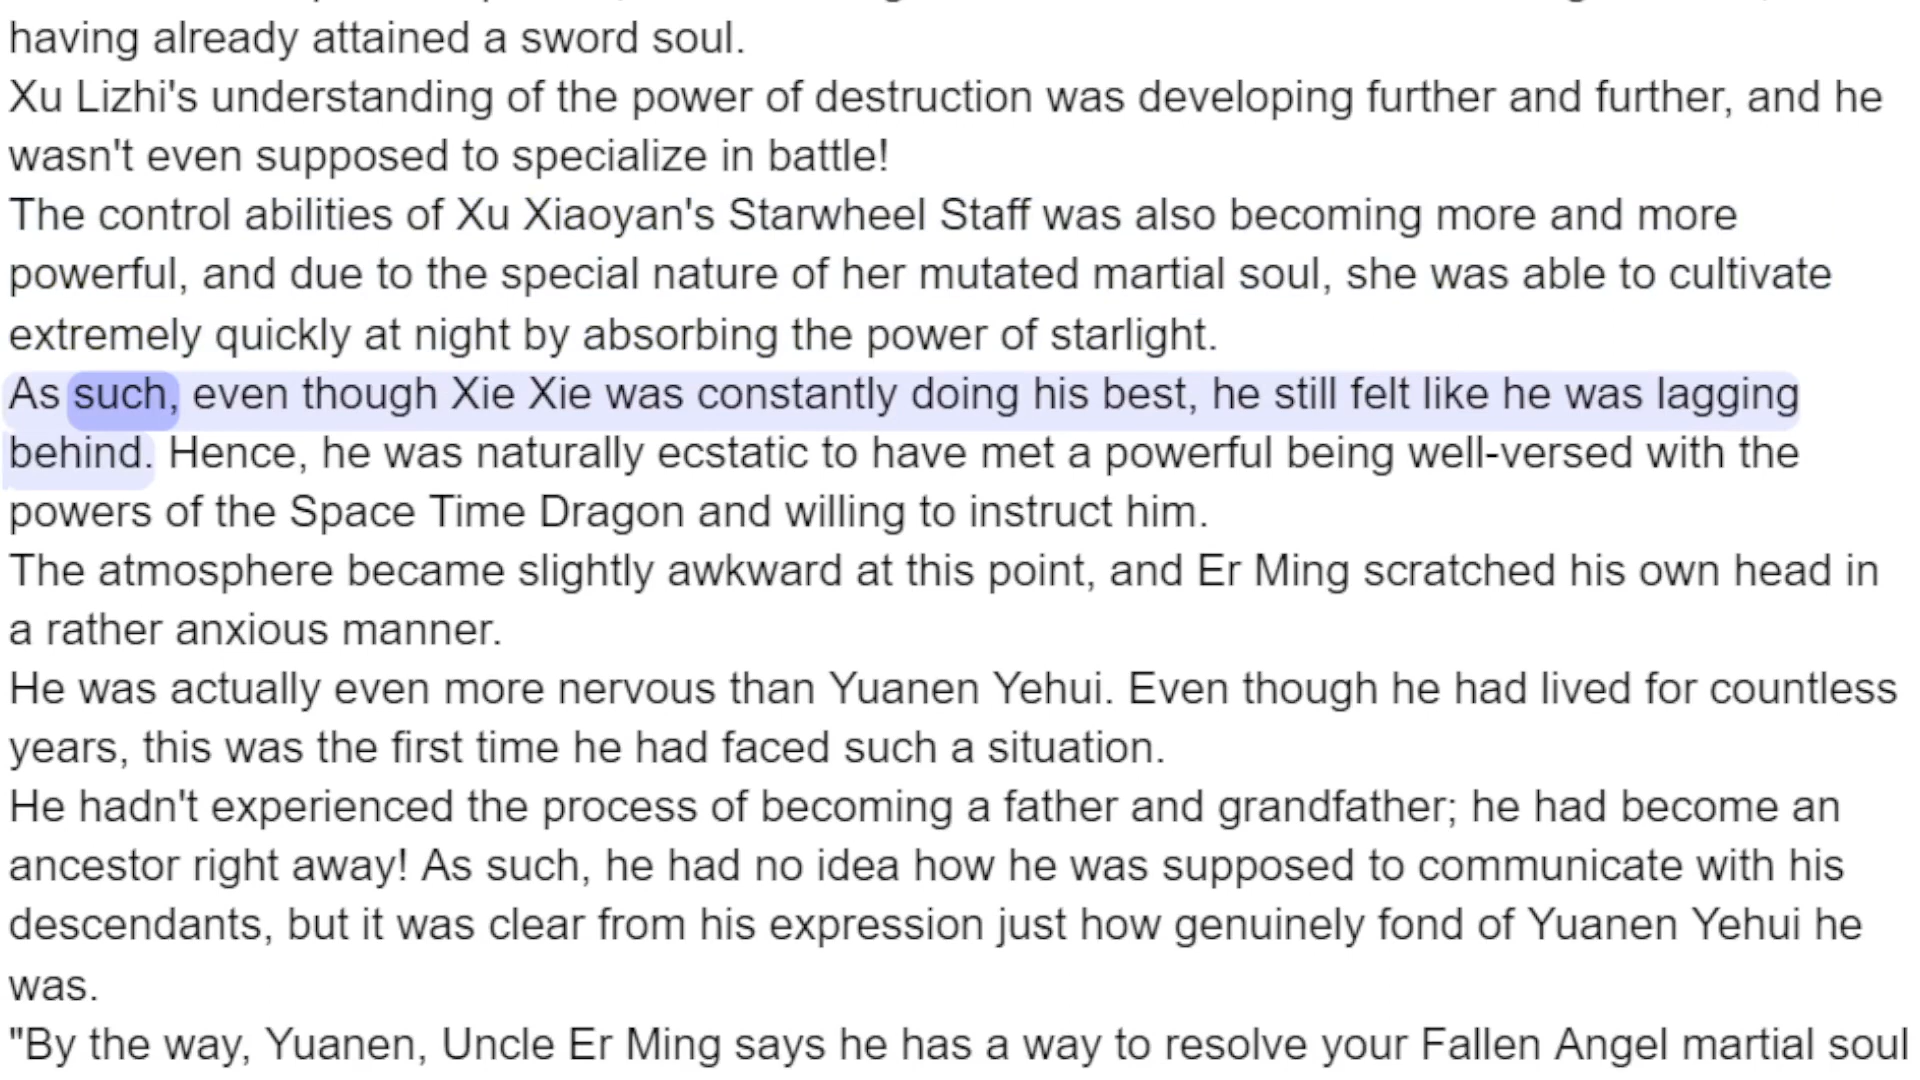 having already attained a sword soul.
Xu Lizhi's understanding of the power of destruction was developing further and further, and he
wasn't even supposed to specialize in battle!
The control abilities of Xu Xiaoyan's Starwheel Staff was also becoming more and more
powerful, and due to the special nature of her mutated martial soul, she was able to cultivate
extremely quickly at night by absorbing the power of starlight.
As such, even though Xie Xie was constantly doing his best, he still felt like he was lagging
behind. Hence, he was naturally ecstatic to have met a powerful being well-versed with the
powers of the Space Time Dragon and willing to instruct him.
The atmosphere became slightly awkward at this point, and Er Ming scratched his own head in
a rather anxious manner.
He was actually even more nervous than Yuanen Yehui. Even though he had lived for countless
years, this was the first time he had faced such a situation.
He hadn't experienced the process of becoming a father and grandfather; he had become an
ancestor right away! As such, he had no idea how he was supposed to communicate with his
descendants, but it was clear from his expression just how genuinely fond of Yuanen Yehui he
was.
"By the way, Yuanen, Uncle Er Ming says he has a way to resolve your Fallen Angel martial soul